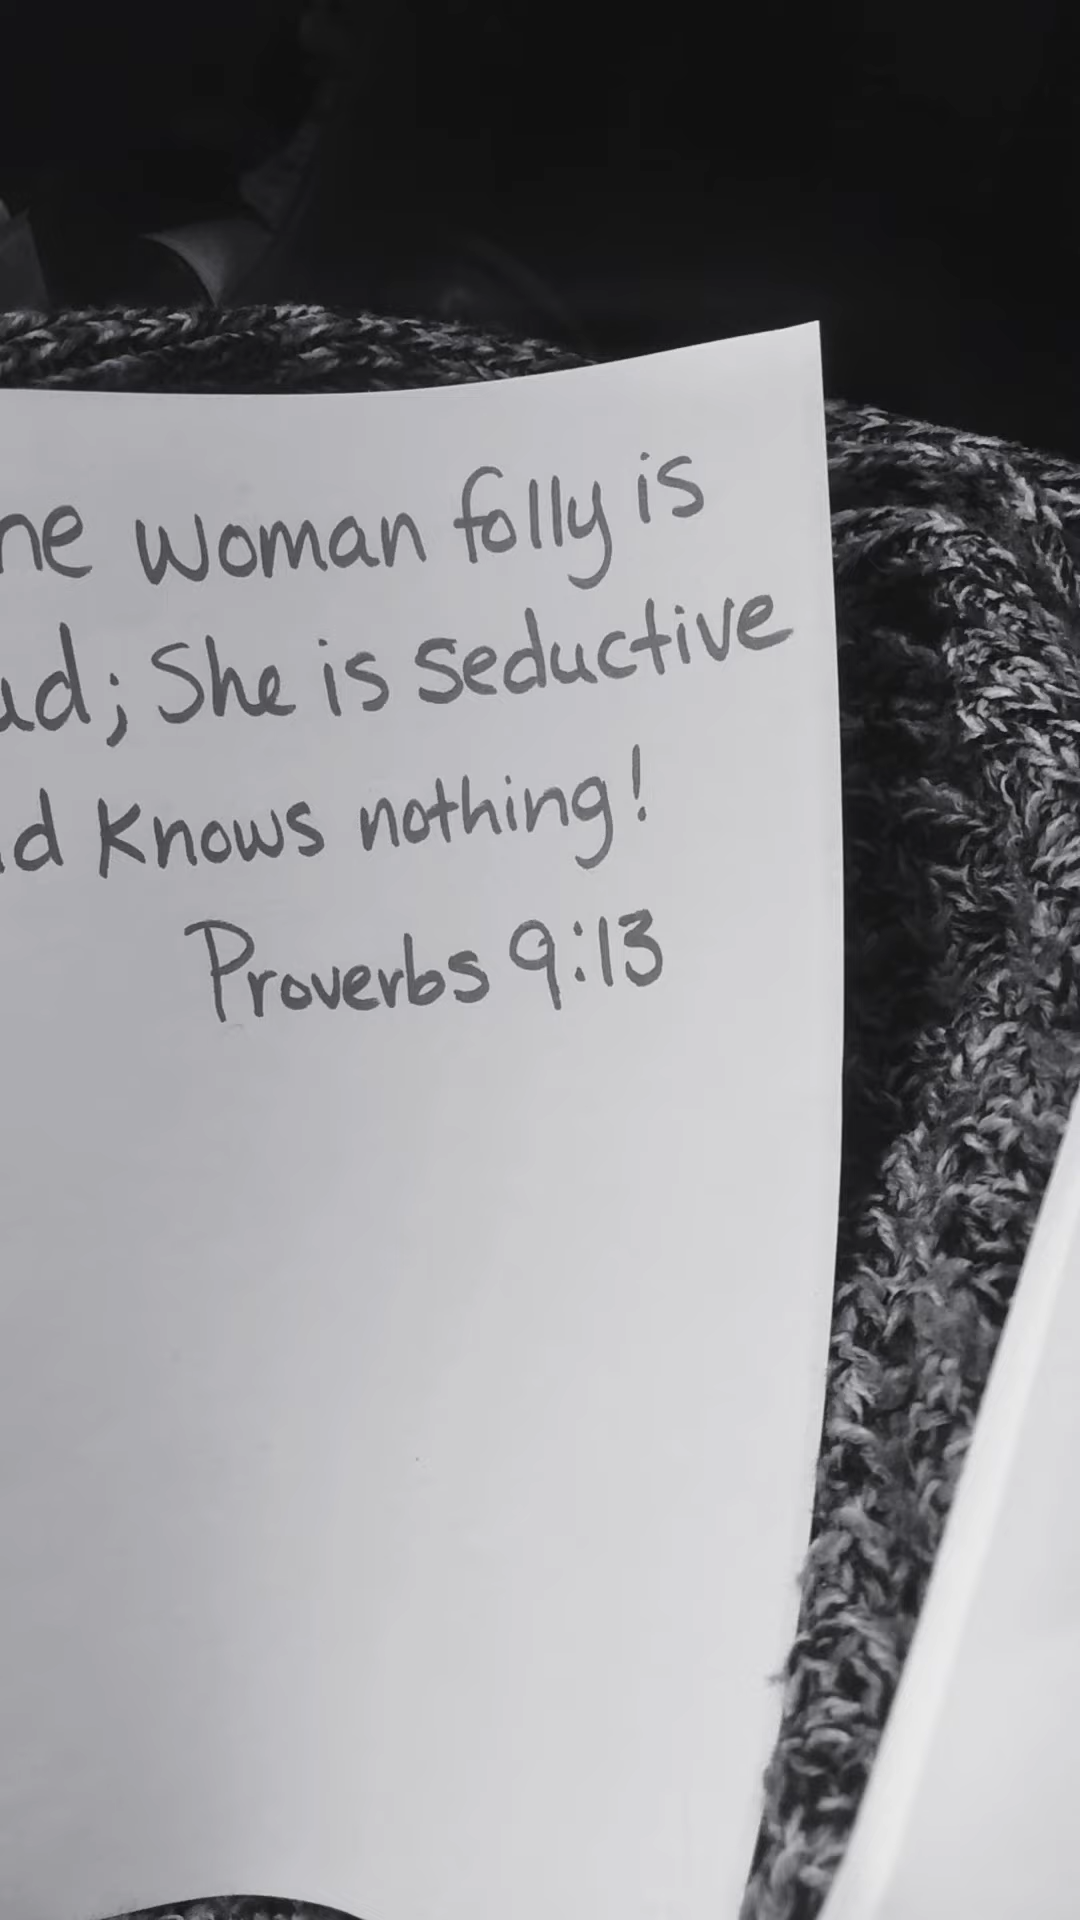 woman folly is
; She is seductive
Knows nothing!
Proverbs 9:13